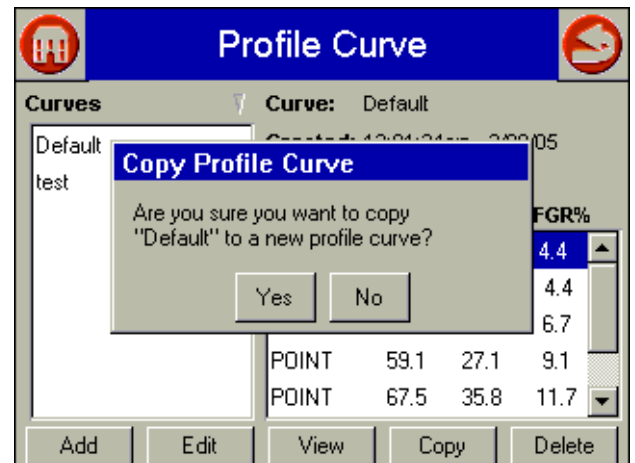 Profile Curve
Curves
Curve: Default
Default
test
/05
Copy Profile Curve
Are you sure you want to copy
"Default" to a new profile curve?
Yes No
FGR%
4.4
4.4
6.7
POINT 59.1 27.1 9.1
POINT 67.5 35.8 11.7
Add Edit View Copy Delete